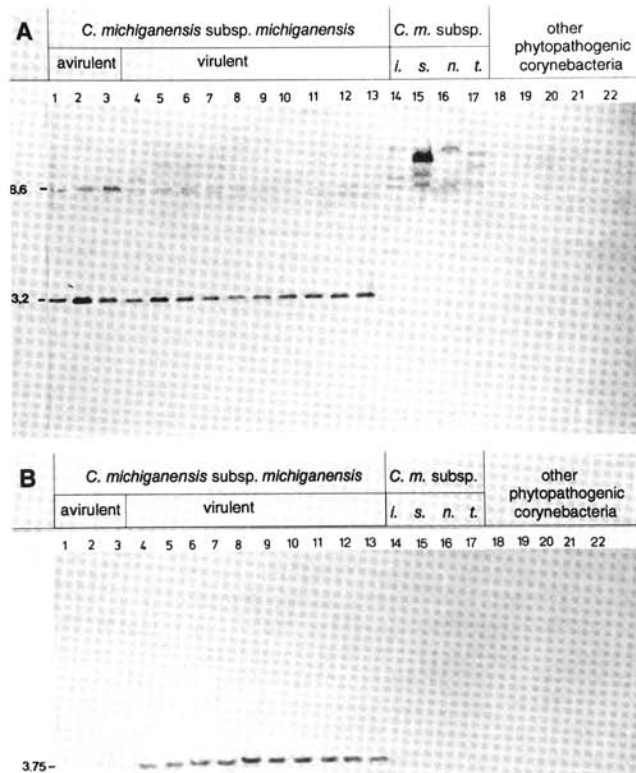 A
C. michiganensis subsp. michiganensis
C. m. subsp.
other
phytopathogenic
corynebacteria
avirulent
virulent
i. s. n. t.
1 2 3 4 5 6 7 8 9 10 11 12 13 14 15 16 17 18 19 20 21 22
8.6
3,2
B
C. michiganensis subsp. michiganensis
C. m. subsp.
other
phytopathogenic
corynebacteria
avirulent
virulent
i. s. n. t.
1 2 3 4 5 6 7 8 9 10 11 12 13 14 15 16 17 18 19 20 21 22
3.75